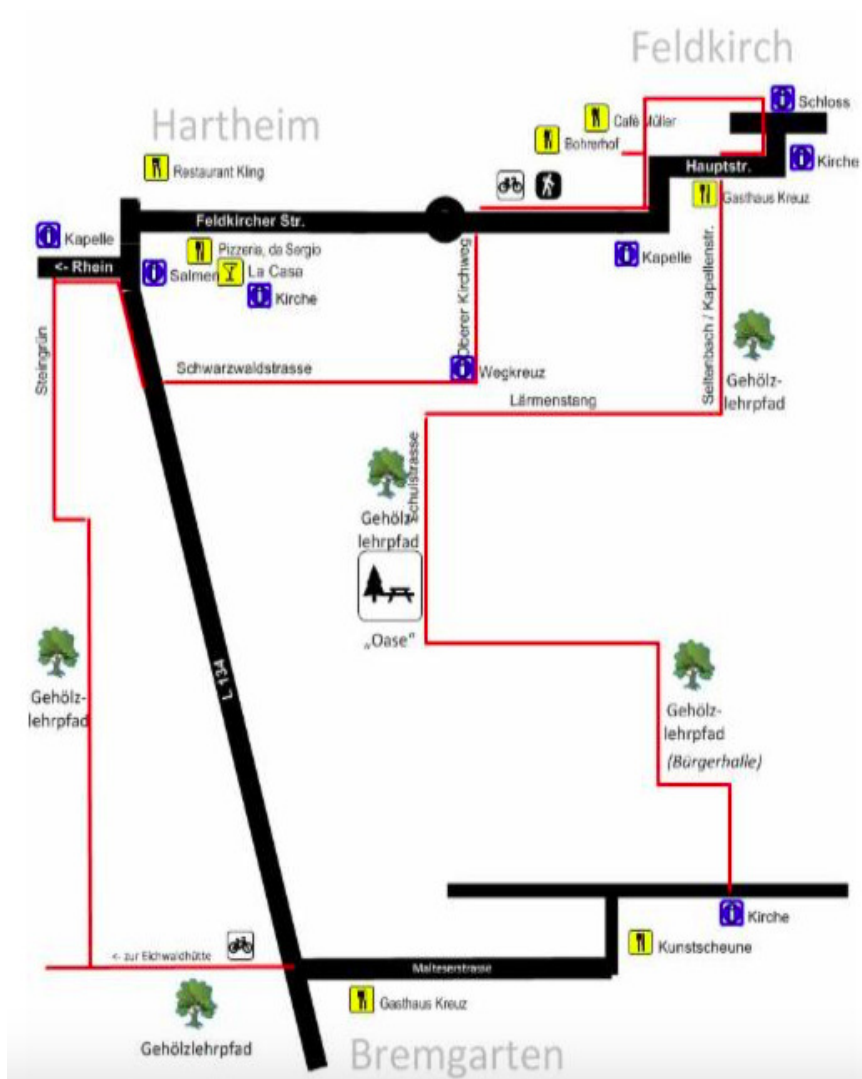 Feldkirch
Hartheim
Schloss
Café Müller
Bohrerhof
Kirche
Hauptstr.
Restaurant Kling
Gasthaus Kreuz
Feldkircher Str.
Kapelle
Pizzeria, da Sergio
Kapelle
<- Rhein
Salmen
La Casa
Kirche
Oberer Kirchweg
Seltenbach / Kapellenstr.
Steingrün
Schwarzwaldstrasse
Wegkreuz
Gehölz-
lehrpfad
Lärmenstang
Schulstrasse
Gehölz-
lehrpfad
„Oase“
L 134
Gehölz-
lehrpfad
Gehölz-
lehrpfad
(Bürgerhalle)
Kirche
Kunstscheune
<- zur Eichwaldhütte
Malteserstrasse
Gasthaus Kreuz
Gehölzlehrpfad
Bremgarten